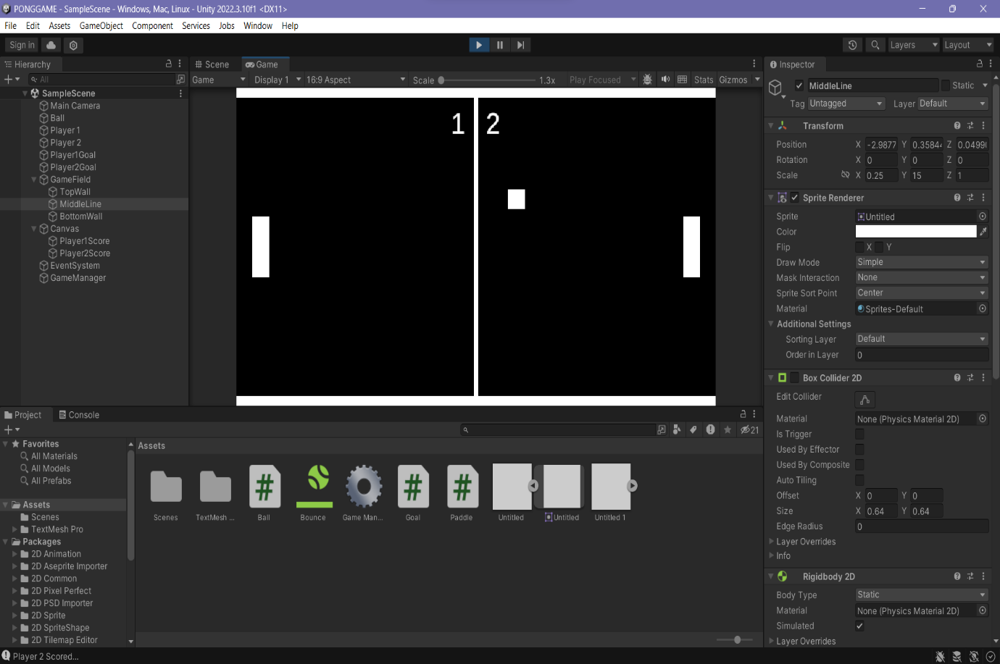 PONGGAME - SampleScene - Windows, Mac, Linux - Unity 2022.3.10f1 <DX11>
File Edit Assets GameObject Component Services Jobs Window Help
Sign in
Layers
Layout
Hierarchy
All
SampleScene
Main Camera
Ball
Player 1
Player 2
Player1Goal
Player2Goal
GameField
TopWall
MiddleLine
BottomWall
Canvas
Player1Score
Player2Score
EventSystem
GameManager
Scene
Game
Game Display 1 16:9 Aspect Scale 1.3x Play Focused Stats Gizmos
1 2
Inspector
MiddleLine Static
Tag Untagged Layer Default
Transform
Position X -2.9877 Y 0.3584 Z 0.0499
Rotation X 0 Y 0 Z 0
Scale X 0.25 Y 15 Z 1
Sprite Renderer
Sprite Untitled
Color
Flip X Y
Draw Mode Simple
Mask Interaction None
Sprite Sort Point Center
Material Sprites-Default
Additional Settings
Sorting Layer Default
Order in Layer 0
Box Collider 2D
Edit Collider
Material None (Physics Material 2D)
Is Trigger
Used By Effector
Used By Composite
Auto Tiling
Offset X 0 Y 0
Size X 0.64 Y 0.64
Edge Radius 0
Layer Overrides
Info
Rigidbody 2D
Body Type Static
Material None (Physics Material 2D)
Simulated
Layer Overrides
Project
Console
21
Favorites
All Materials
All Models
All Prefabs
Assets
Scenes
TextMesh Pro
Packages
2D Animation
2D Aseprite Importer
2D Common
2D Pixel Perfect
2D PSD Importer
2D Sprite
2D SpriteShape
2D Tilemap Editor
Assets
Scenes TextMesh ... Ball Bounce Game Man... Goal Paddle Untitled Untitled Untitled 1
Player 2 Scored...